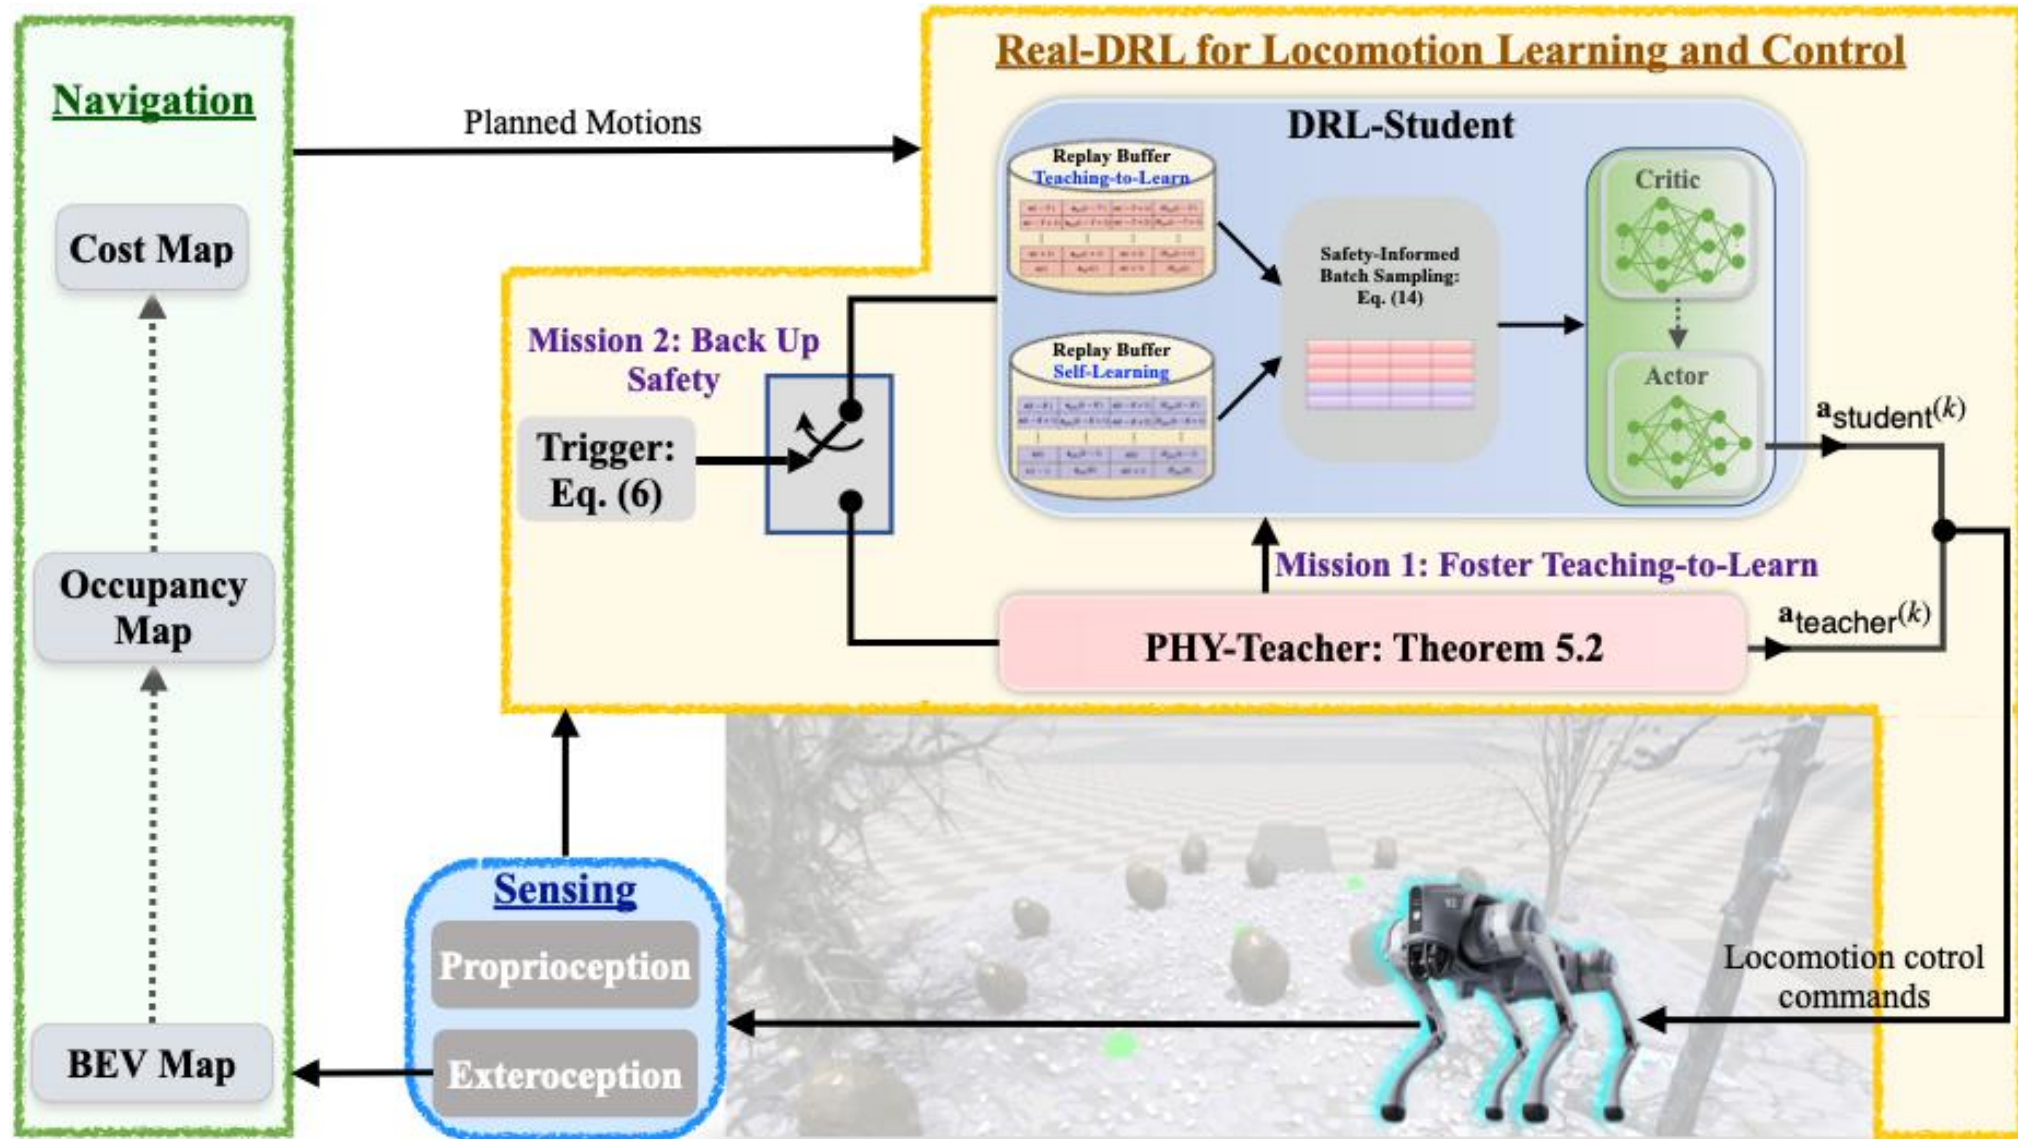 Real-DRL for Locomotion Learning and Control
Navigation
Planned Motions
DRL-Student
Replay Buffer
Teaching-to-Learn
Critic
Cost Map
Safety-Informed
Batch Sampling:
Eq. (14)
Mission 2: Back Up
Safety
Replay Buffer
Self-Learning
Actor
a_student(k)
Trigger:
Eq. (6)
Mission 1: Foster Teaching-to-Learn
Occupancy
Map
a_teacher(k)
PHY-Teacher: Theorem 5.2
Sensing
Proprioception
Locomotion cotrol
commands
BEV Map
Exteroception